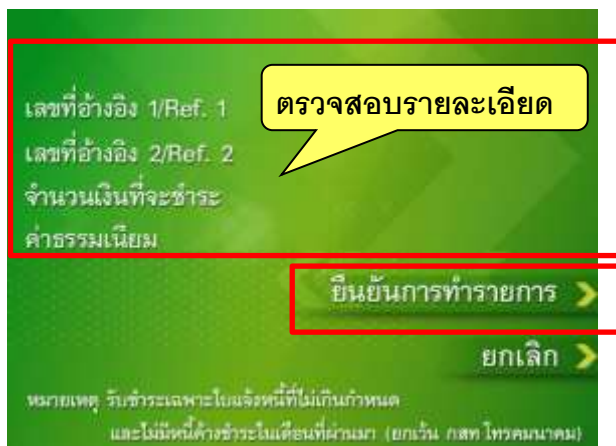 เลขที่อ้างอิง 1/Ref. 1
ตรวจสอบรายละเอียด
เลขที่อ้างอิง 2/Ref. 2
จำนวนเงินที่จะชำระ
ค่าธรรมเนียม
ยืนยันการทำรายการ
ยกเลิก
หมายเหตุ รับชำระเฉพาะใบแจ้งหนี้ที่ไม่เกินกำหนด
และไม่มีหนี้ค้างชำระในเดือนที่ผ่านมา (ยกเว้น กสท โทรคมนาคม)